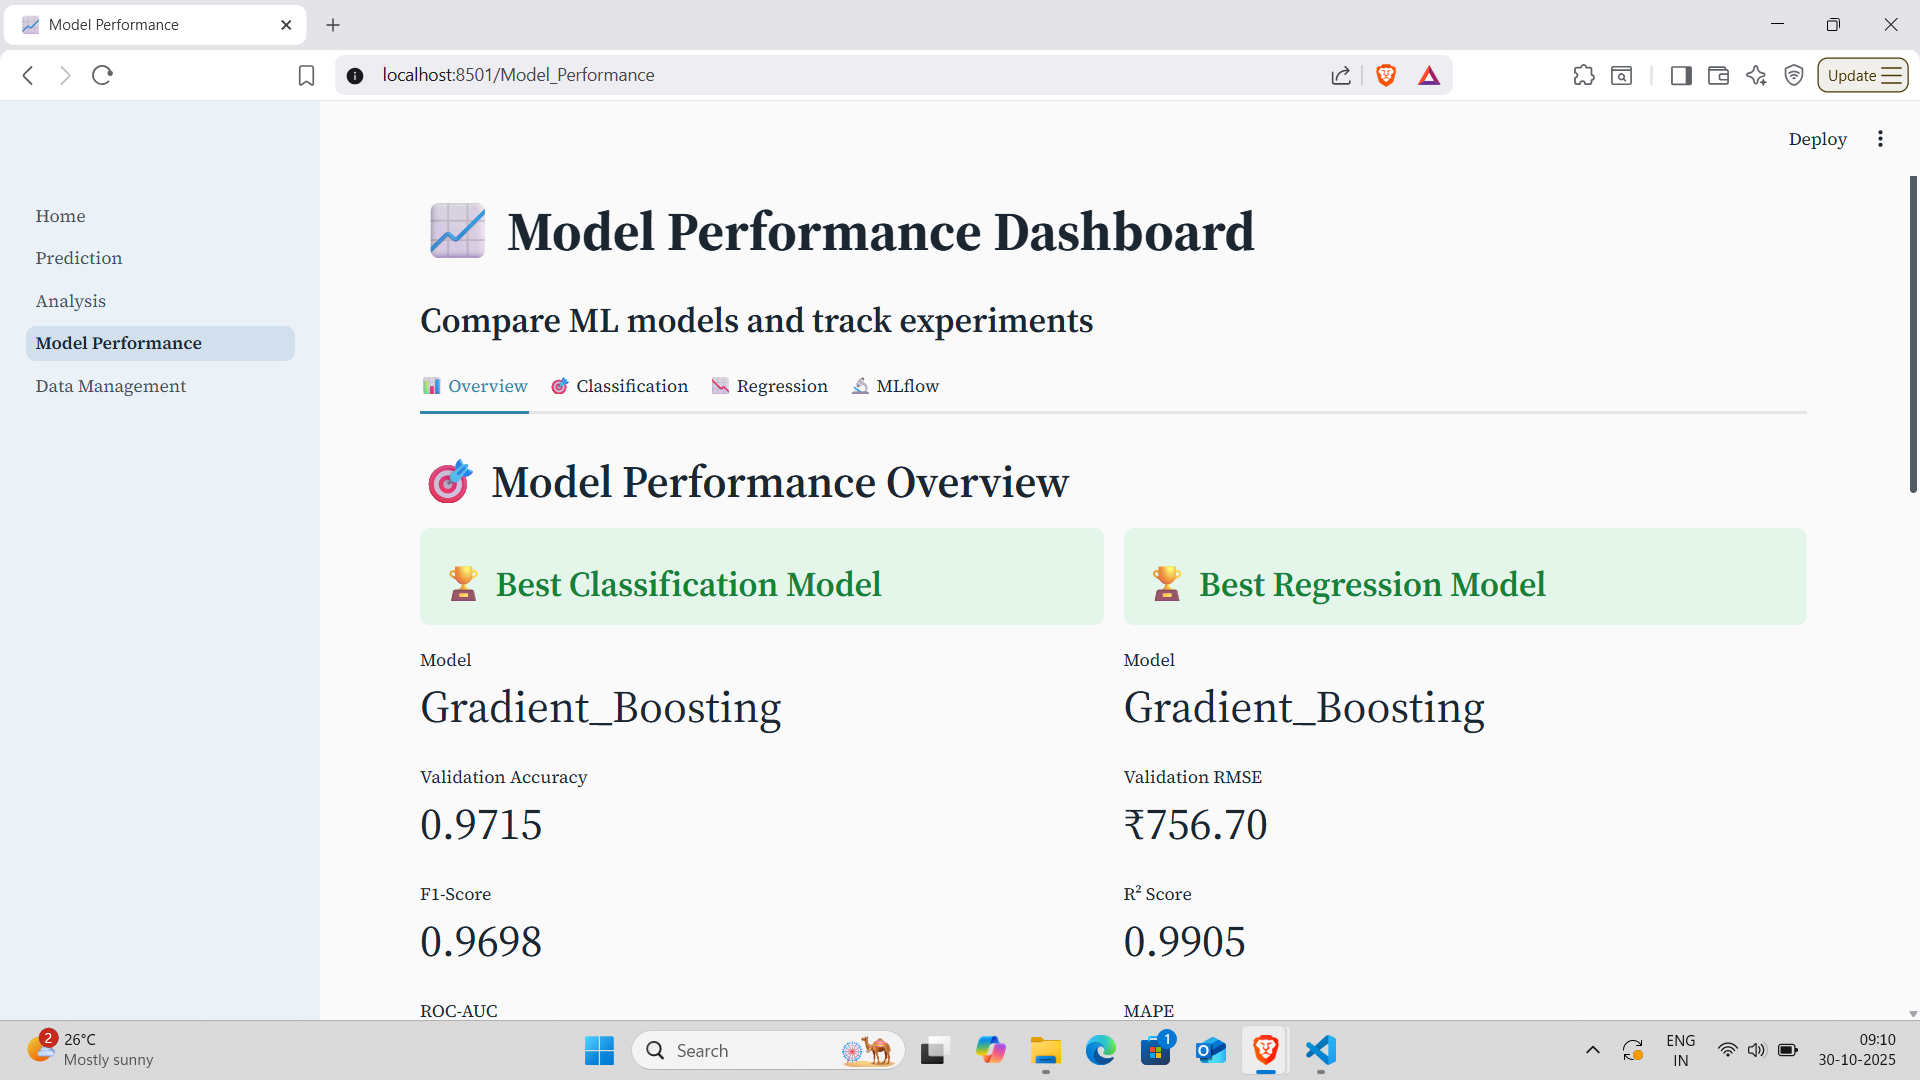 Model Performance
localhost:8501/Model_Performance
Update
Deploy
Home
Prediction
Analysis
Model Performance
Data Management
Model Performance Dashboard
Compare ML models and track experiments
Overview
Classification
Regression
MLflow
Model Performance Overview
Best Classification Model
Model
Gradient_Boosting
Validation Accuracy
0.9715
F1-Score
0.9698
ROC-AUC
Best Regression Model
Model
Gradient_Boosting
Validation RMSE
₹756.70
R² Score
0.9905
MAPE
2
26°C
Mostly sunny
Search
1
ENG
IN
09:10
30-10-2025